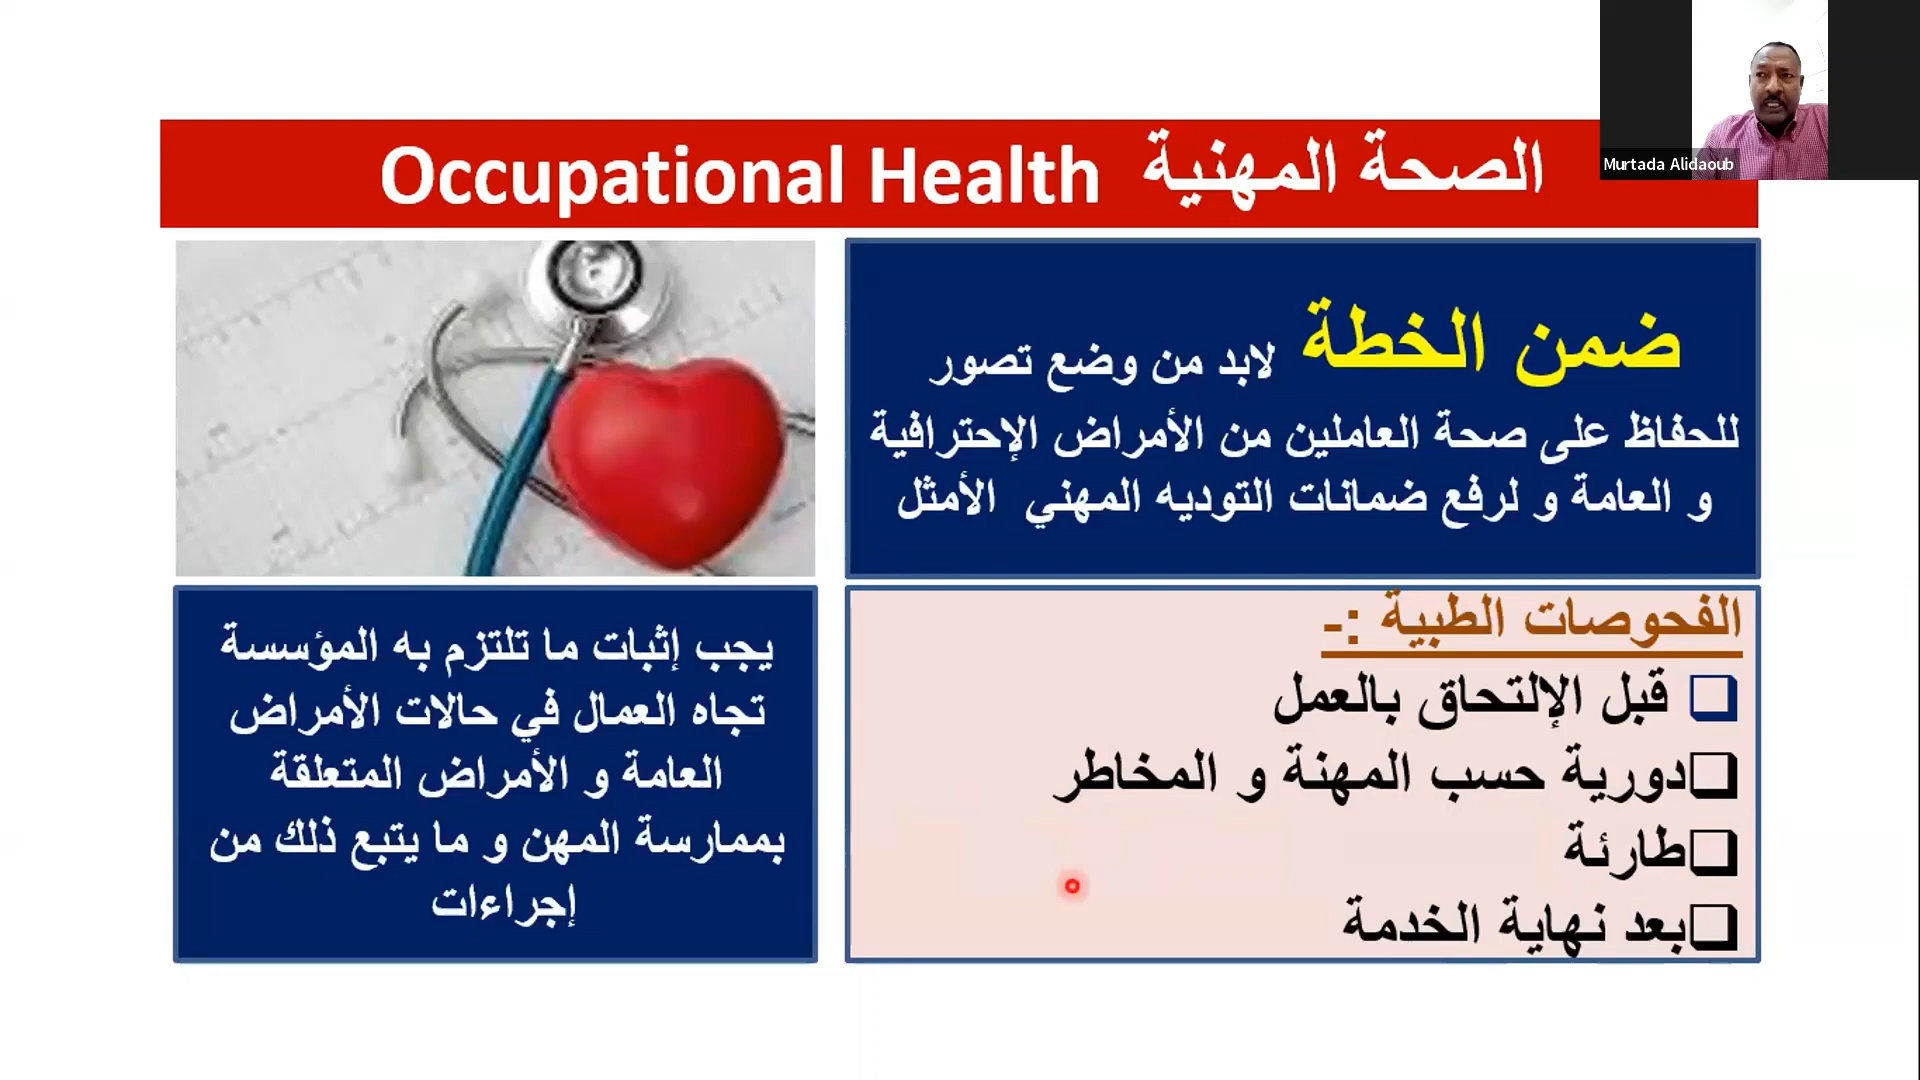 الصحة المهنية Occupational Health
Murtada Alidaoub
ضمن الخطة لابد من وضع تصور
للحفاظ على صحة العاملين من الأمراض الإحترافية
و العامة و لرفع ضمانات التوديه المهني الأمثل
الفحوصات الطبية :-
قبل الإلتحاق بالعمل
دورية حسب المهنة و المخاطر
طارئة
بعد نهاية الخدمة
يجب إثبات ما تلتزم به المؤسسة
تجاه العمال في حالات الأمراض
العامة و الأمراض المتعلقة
بممارسة المهن و ما يتبع ذلك من
إجراءات